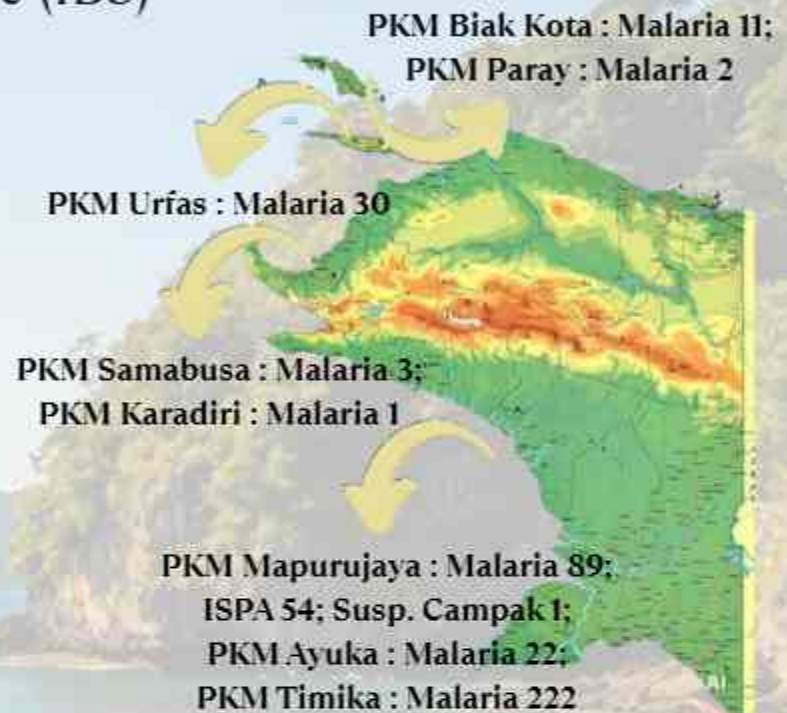 PKM Biak Kota : Malaria 11;
PKM Paray : Malaria 2
PKM Urfas : Malaria 30
PKM Samabusa : Malaria 3;
PKM Karadiri : Malaria 1
PKM Mapurujaya : Malaria 89;
ISPA 54; Susp. Campak 1;
PKM Ayuka : Malaria 22;
PKM Timika : Malaria 222